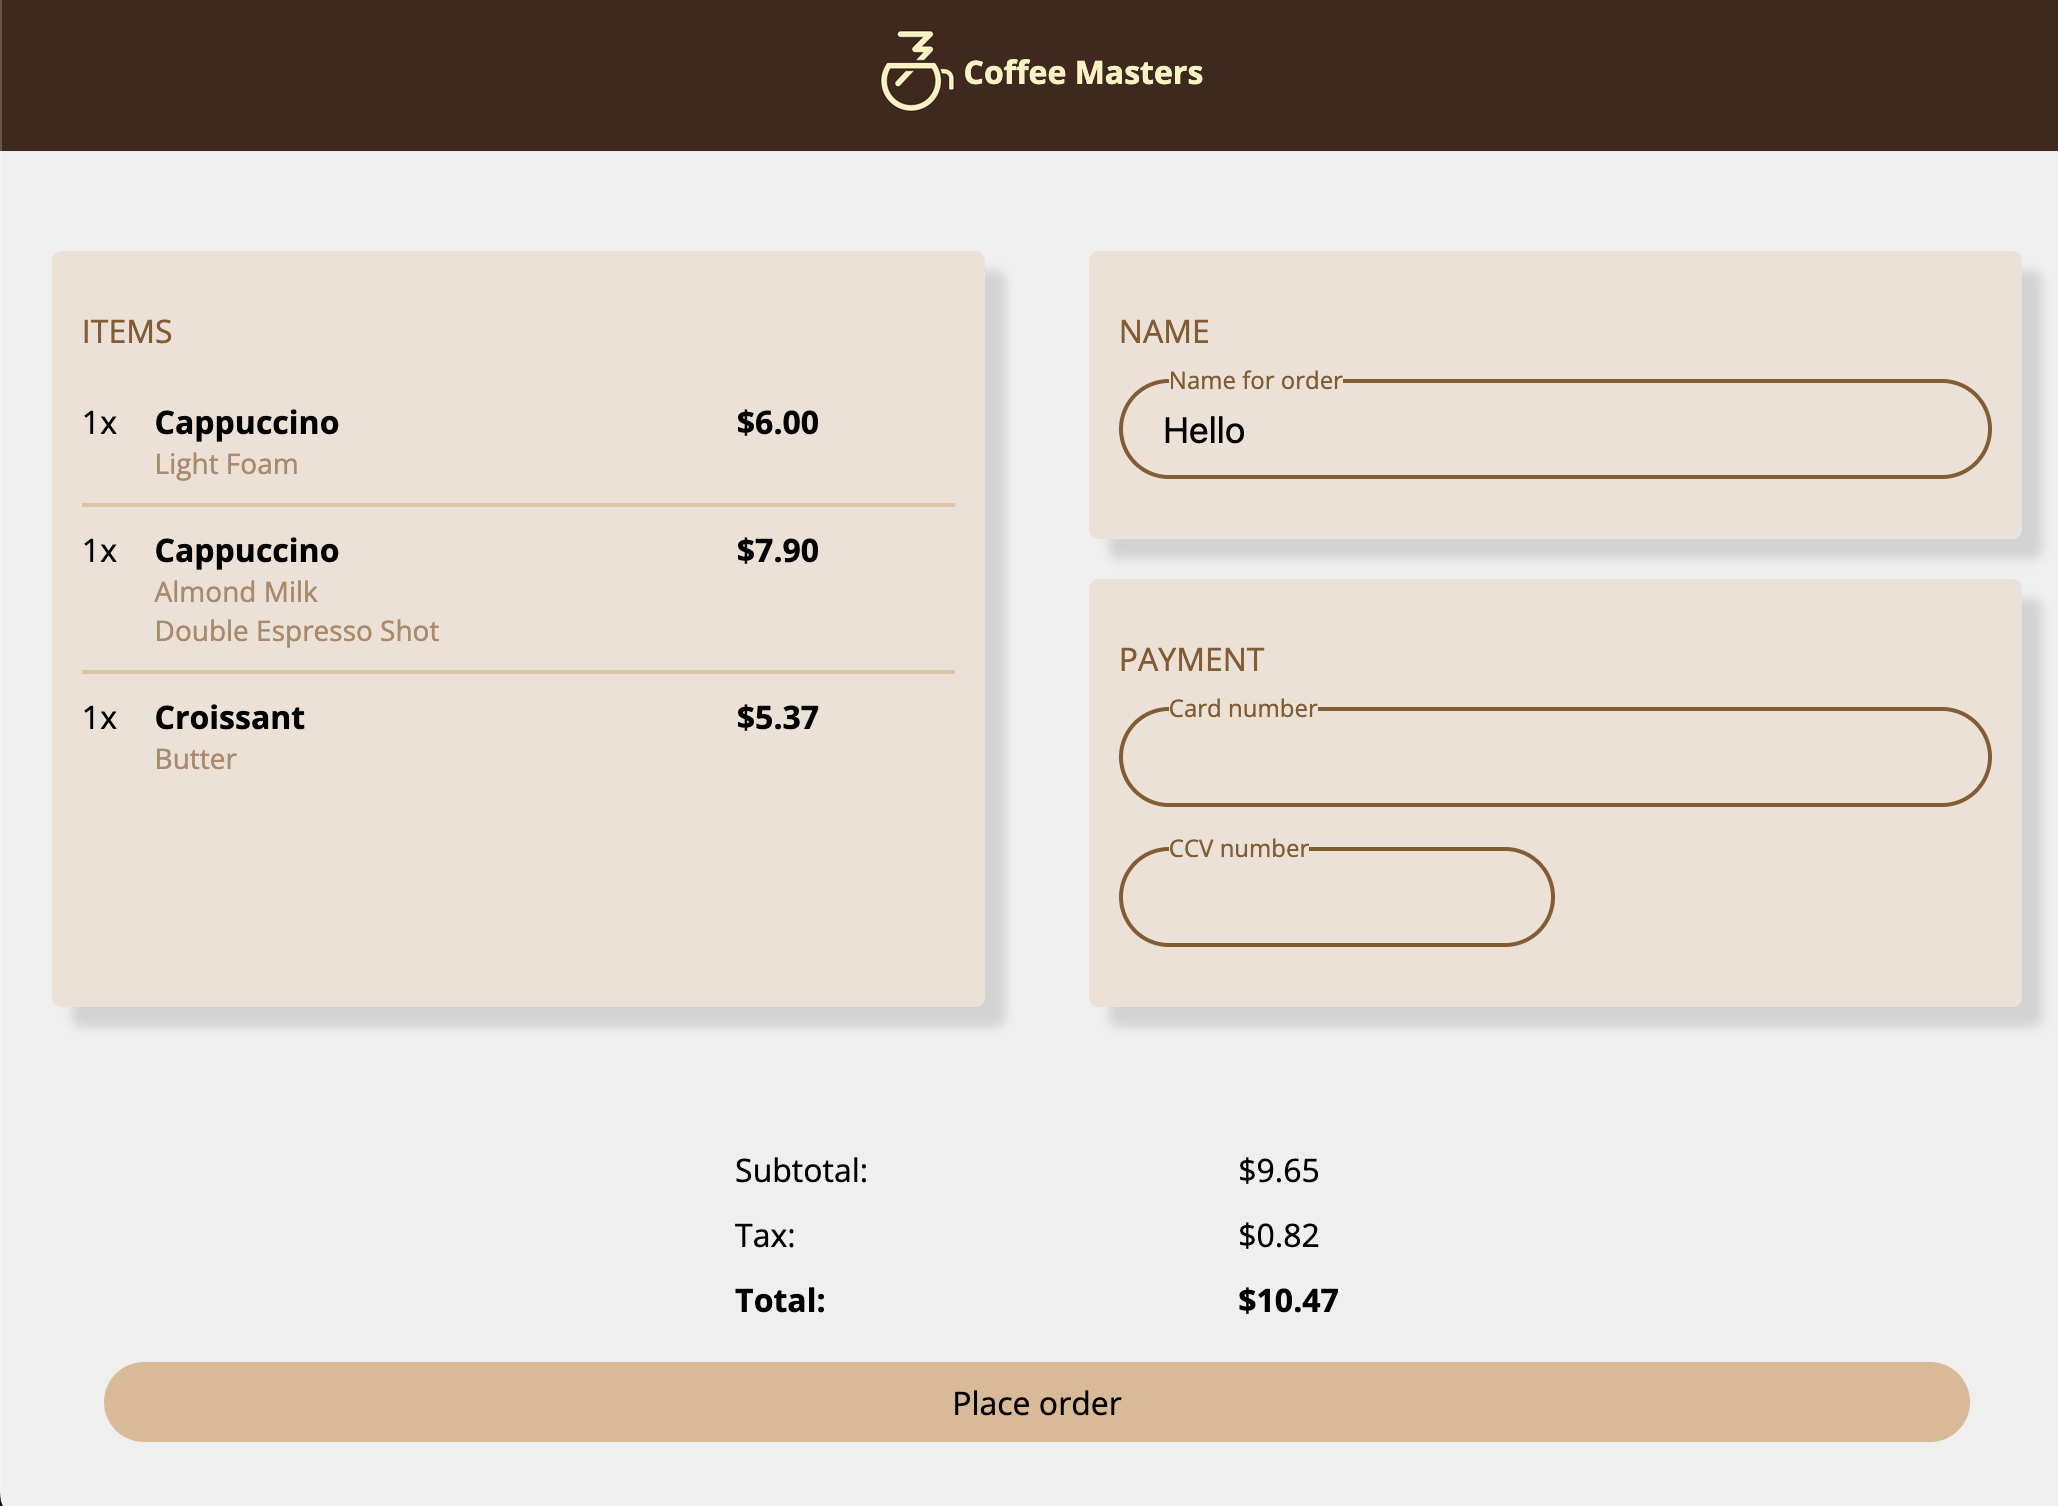 Coffee Masters
ITEMS
1x Cappuccino $6.00
Light Foam
1x Cappuccino $7.90
Almond Milk
Double Espresso Shot
1x Croissant $5.37
Butter
NAME
Name for order
Hello
PAYMENT
Card number
CCV number
Subtotal: $9.65
Tax: $0.82
Total: $10.47
Place order